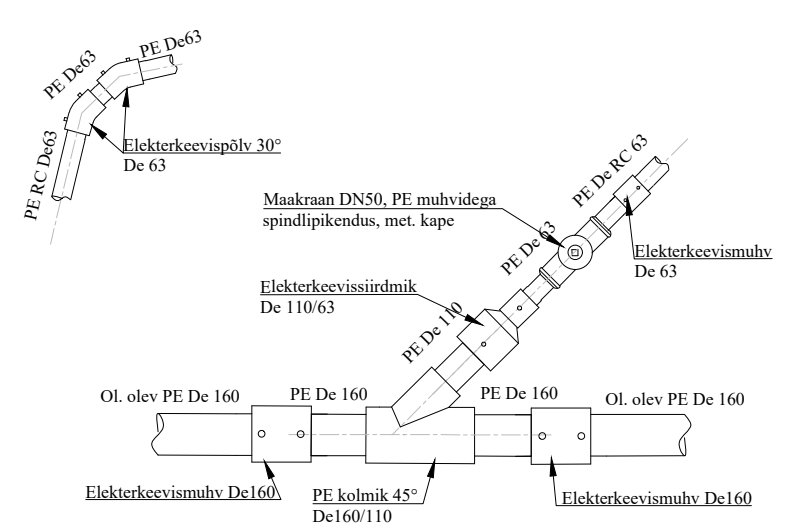 PE De63
PE De63
PE RC De63
Elekterkeevispõlv 30°
De 63
PE De RC 63
Maakraan DN50, PE muhvidega
spindlipikendus, met. kape
PE De 63
Elekterkeevismuhv
De 63
Elekterkeevissiirdmik
De 110/63
PE De 110
Ol. olev PE De 160
PE De 160
PE De 160
Ol. olev PE De 160
Elekterkeevismuhv De160
PE kolmik 45°
De160/110
Elekterkeevismuhv De160